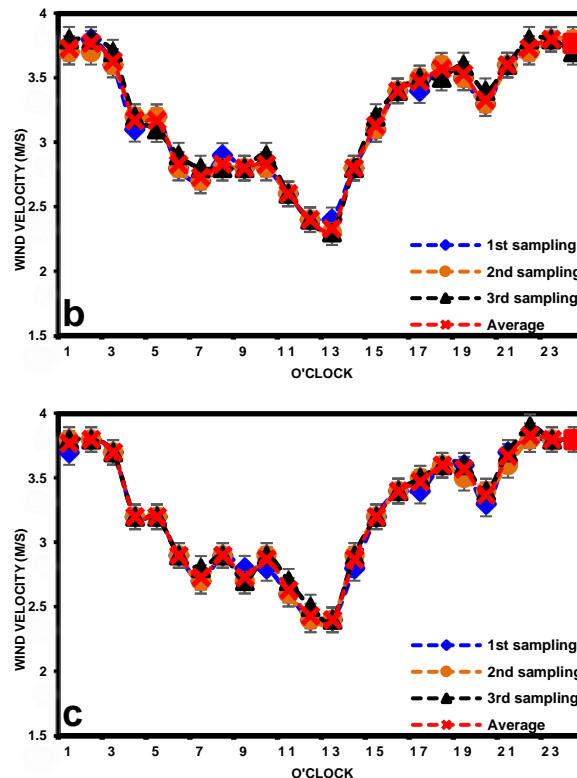 4
3.5
3
2.5
2
1.5
WIND VELOCITY (M/S)
b
1st sampling
2nd sampling
3rd sampling
Average
1 3 5 7 9 11 13 15 17 19 21 23
O'CLOCK
4
3.5
3
2.5
2
1.5
WIND VELOCITY (M/S)
c
1st sampling
2nd sampling
3rd sampling
Average
1 3 5 7 9 11 13 15 17 19 21 23
O'CLOCK